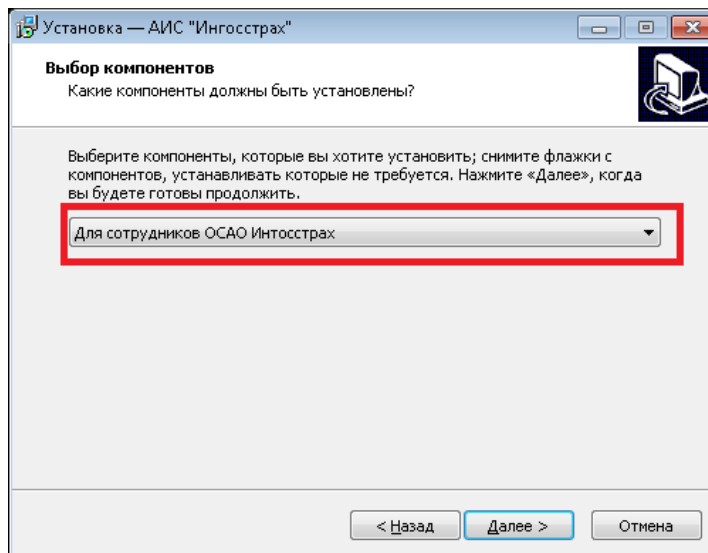 Установка — АИС "Ингосстрах"
Выбор компонентов
Какие компоненты должны быть установлены?
Выберите компоненты, которые вы хотите установить; снимите флажки с
компонентов, устанавливать которые не требуется. Нажмите «Далее», когда
вы будете готовы продолжить.
Для сотрудников ОСАО Интосстрах
< Назад Далее > Отмена